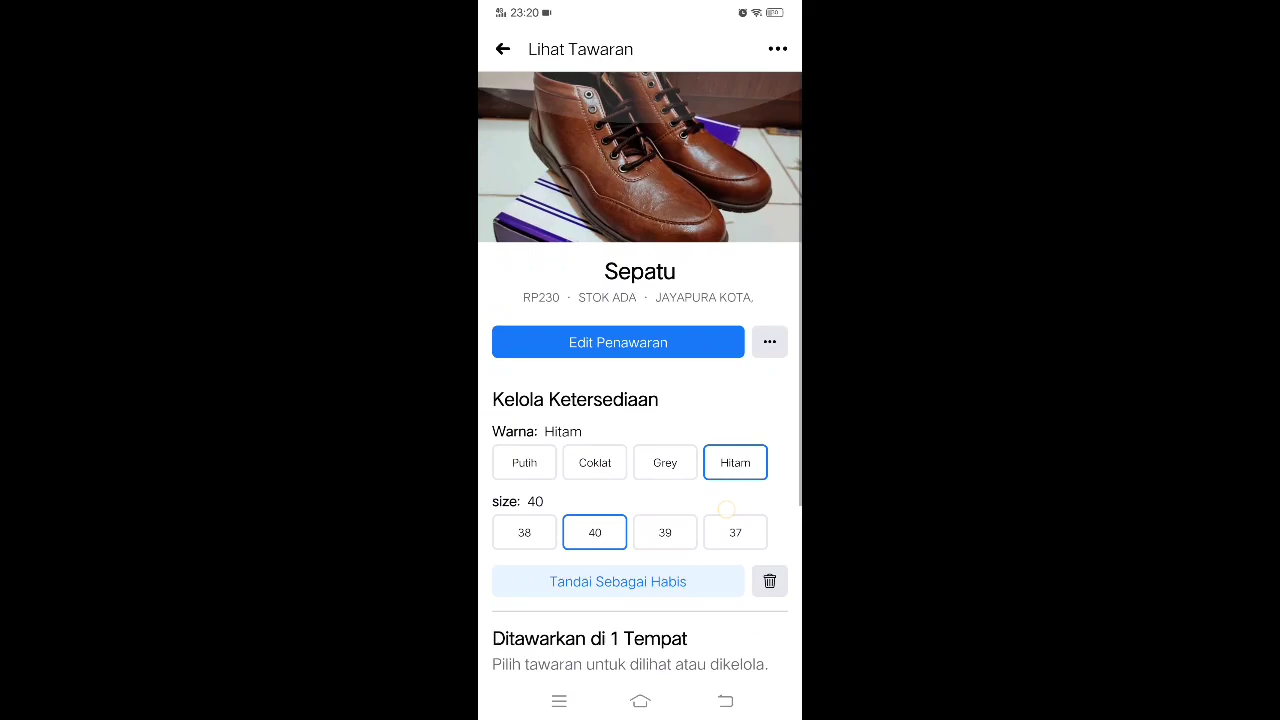 23:20
Lihat Tawaran
Sepatu
RP230 · STOK ADA · JAYAPURA KOTA,
Edit Penawaran
Kelola Ketersediaan
Warna: Hitam
Putih Coklat Grey Hitam
size: 40
38 40 39 37
Tandai Sebagai Habis
Ditawarkan di 1 Tempat
Pilih tawaran untuk dilihat atau dikelola.